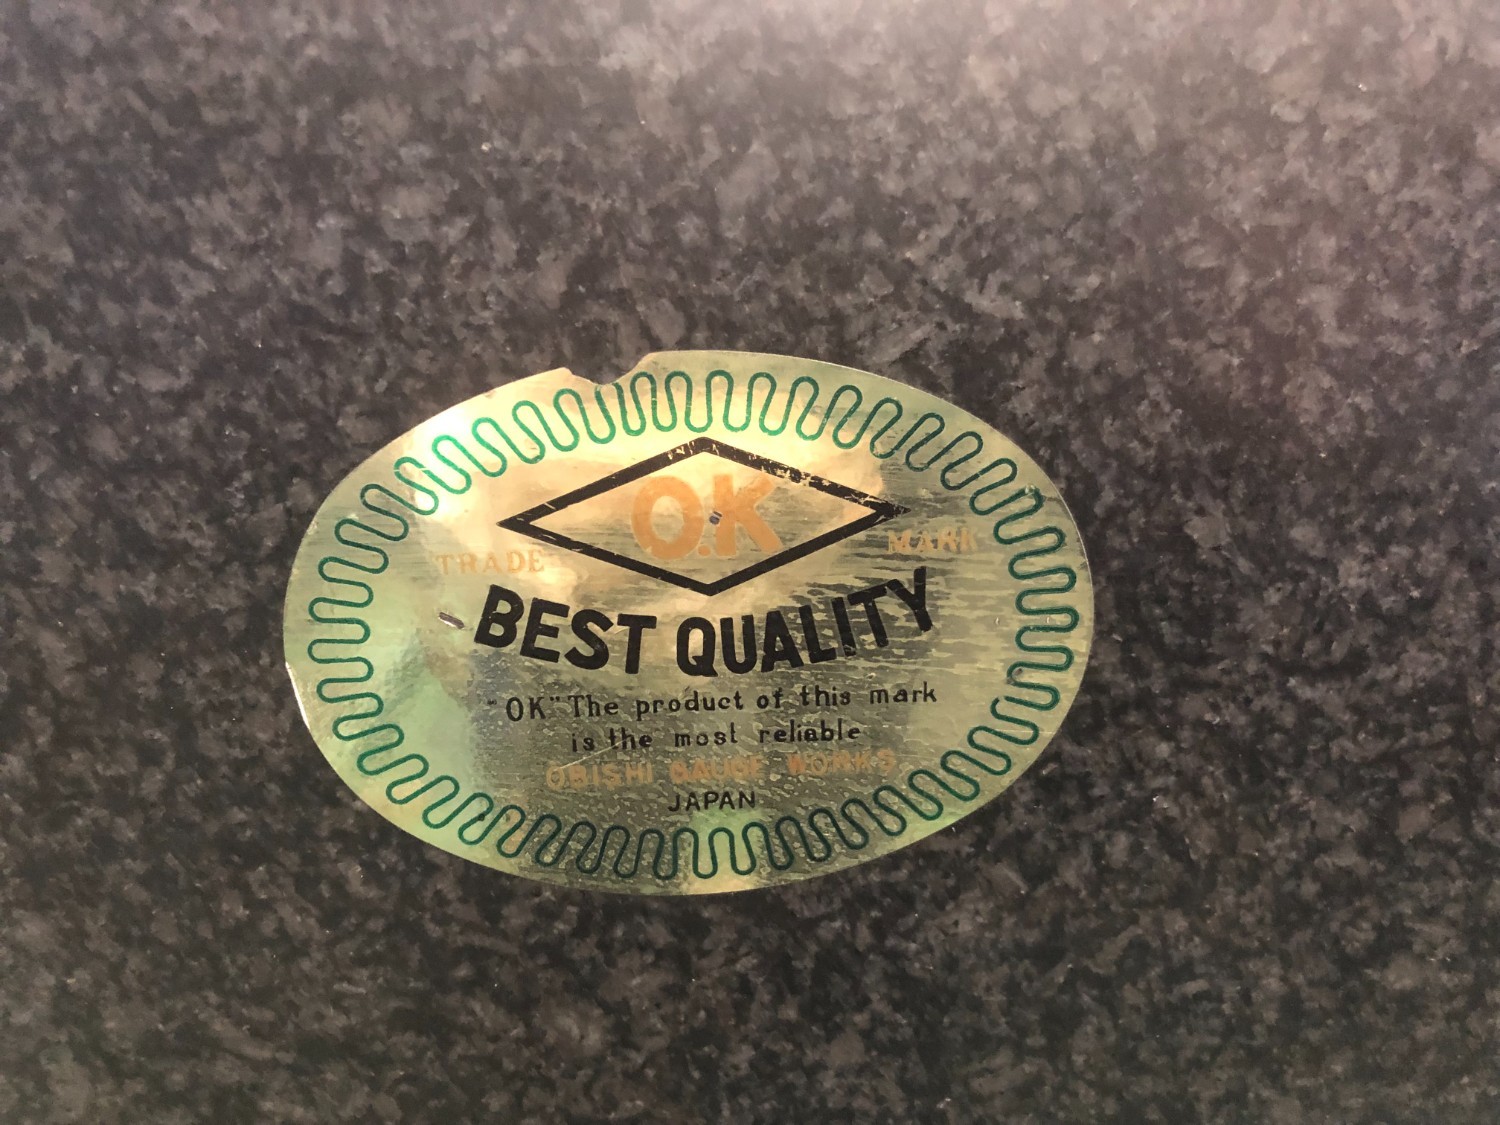 O.K
TRADE MARK
BEST QUALITY
"OK" The product of this mark
is the most reliable
OBISHI GAUGE WORKS
JAPAN